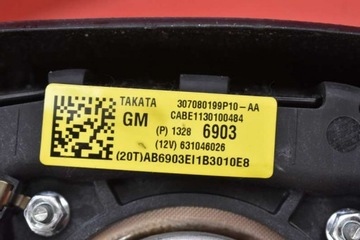 TAKATA 307080199P10-AA
GM CABE1130100484
(P) 1328 6903
(12V) 631046026
(20T)AB6903EI1B3010E8